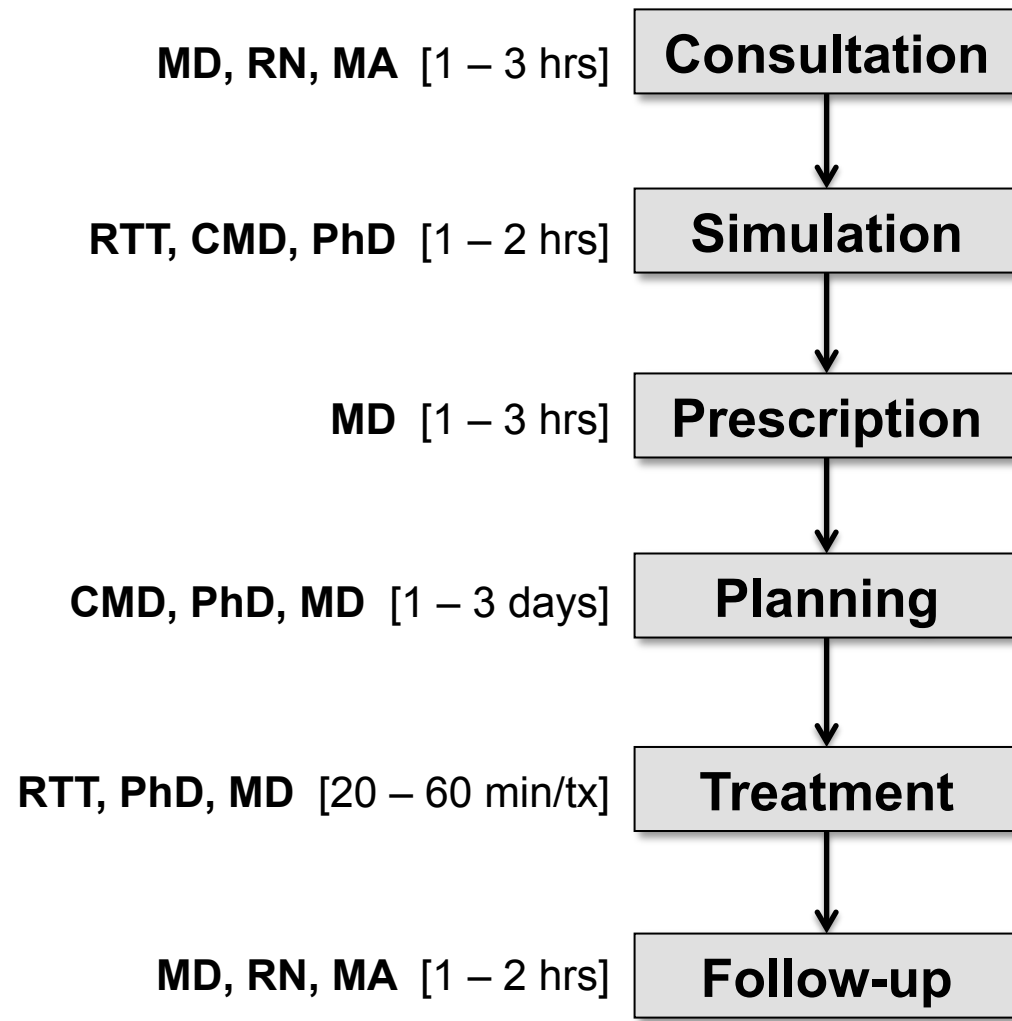 MD, RN, MA [1 – 3 hrs] Consultation
RTT, CMD, PhD [1 – 2 hrs] Simulation
MD [1 – 3 hrs] Prescription
CMD, PhD, MD [1 – 3 days] Planning
RTT, PhD, MD [20 – 60 min/tx] Treatment
MD, RN, MA [1 – 2 hrs] Follow-up